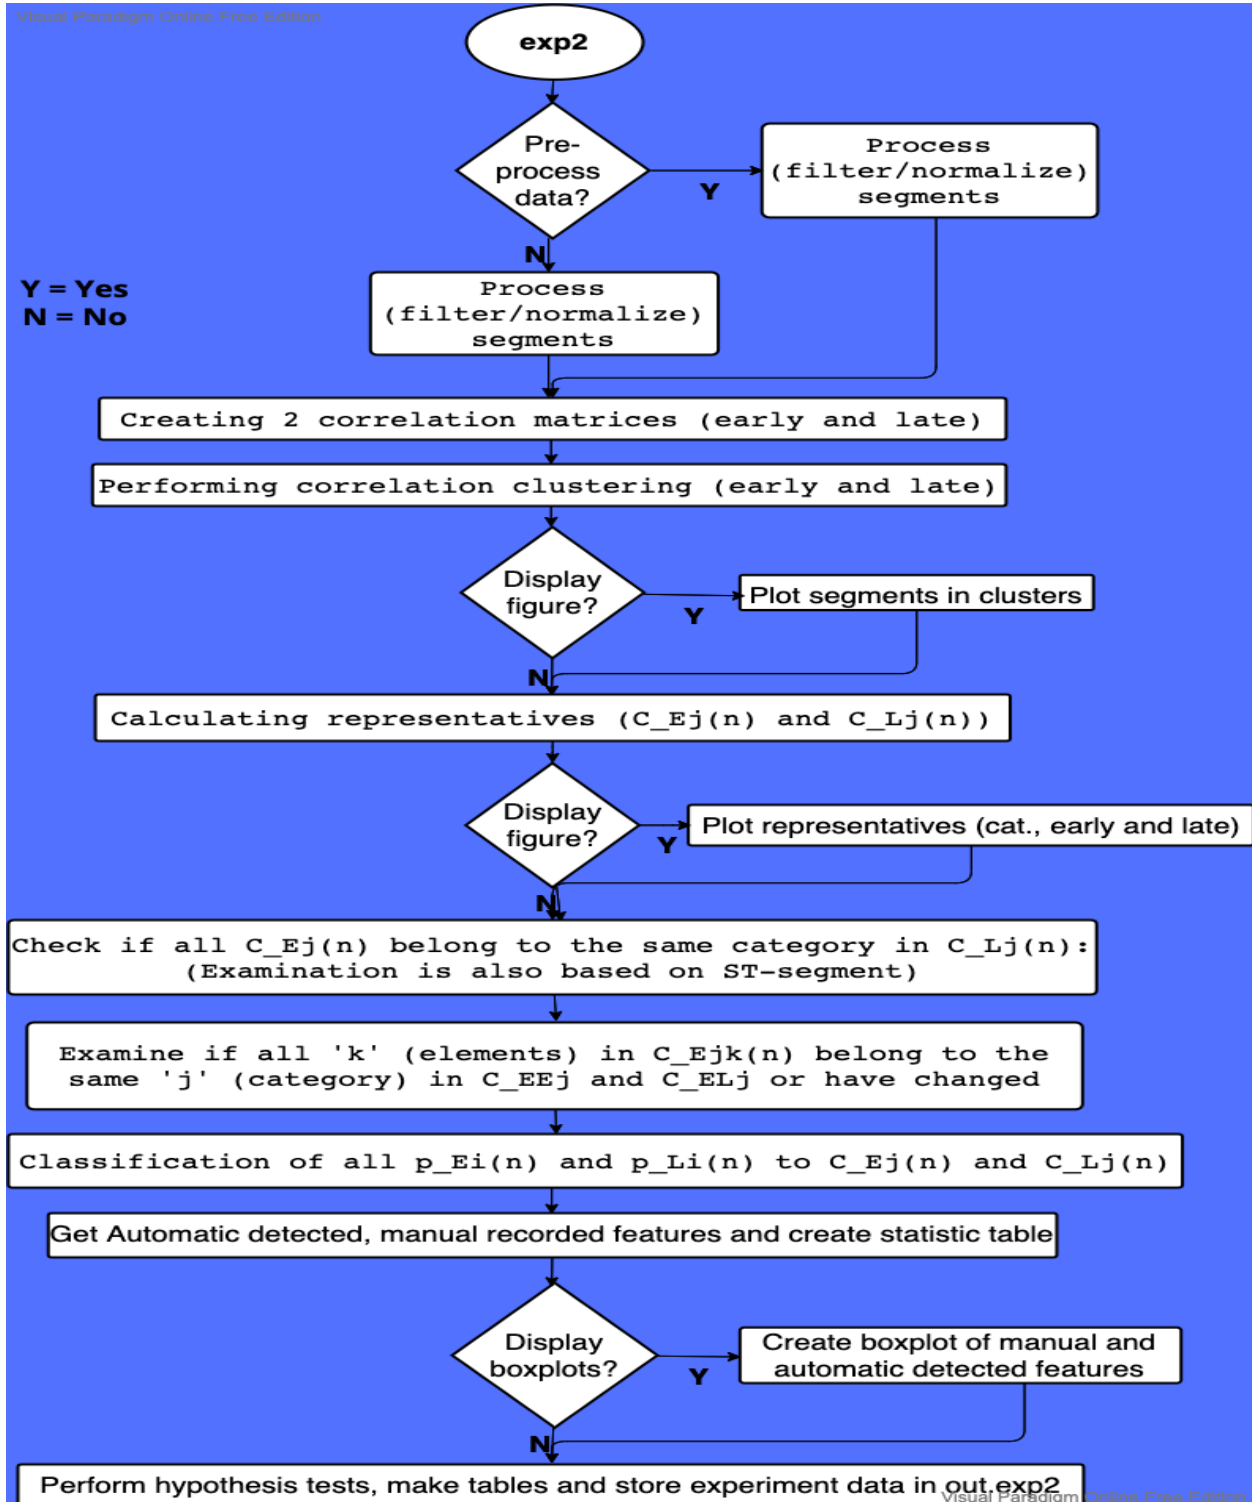 Visual Paradigm Online Free Edition
exp2
Pre-
process
data?
Y
Process
(filter/normalize)
segments
N
Y = Yes
N = No
Process
(filter/normalize)
segments
Creating 2 correlation matrices (early and late)
Performing correlation clustering (early and late)
Display
figure?
Y
Plot segments in clusters
N
Calculating representatives (C_Ej(n) and C_Lj(n))
Display
figure?
Y
Plot representatives (cat., early and late)
N
Check if all C_Ej(n) belong to the same category in C_Lj(n):
(Examination is also based on ST-segment)
Examine if all 'k' (elements) in C_Ejk(n) belong to the
same 'j' (category) in C_EEj and C_ELj or have changed
Classification of all p_Ei(n) and p_Li(n) to C_Ej(n) and C_Lj(n)
Get Automatic detected, manual recorded features and create statistic table
Display
boxplots?
Y
Create boxplot of manual and
automatic detected features
N
Perform hypothesis tests, make tables and store experiment data in out.exp2
Visual Paradigm Online Free Edition